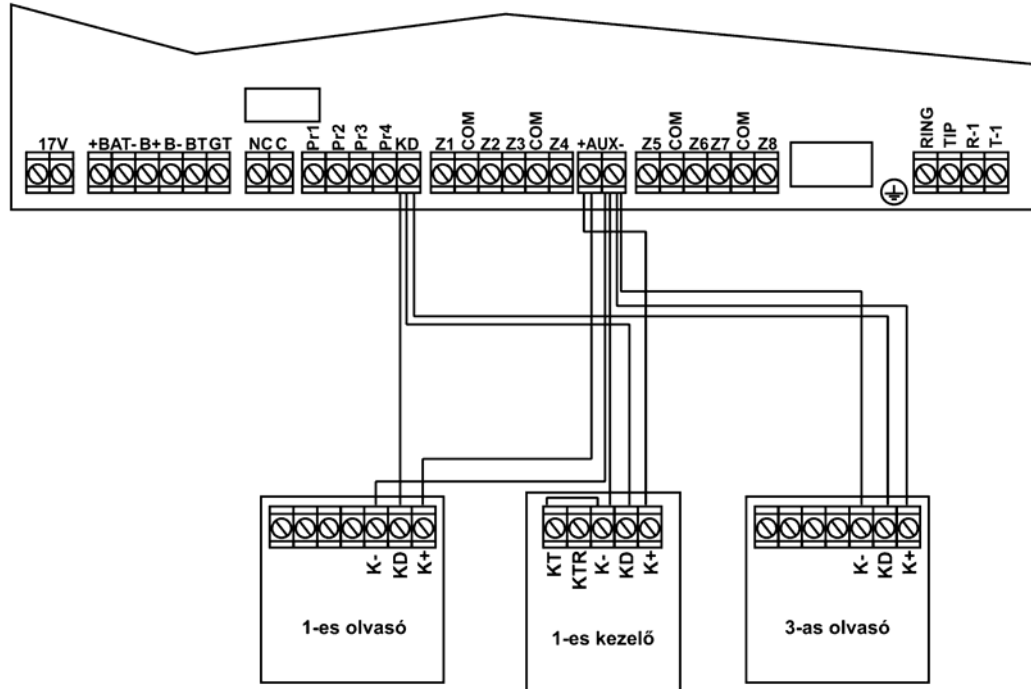 17V +BAT- B+ B- BT GT NC C Pr1 Pr2 Pr3 Pr4 KD Z1 COM Z2 Z3 COM Z4 +AUX- Z5 COM Z6 Z7 COM Z8 RING TIP R-1 T-1
K- KD K+
1-es olvasó
KT KTR K- KD K+
1-es kezelő
K- KD K+
3-as olvasó